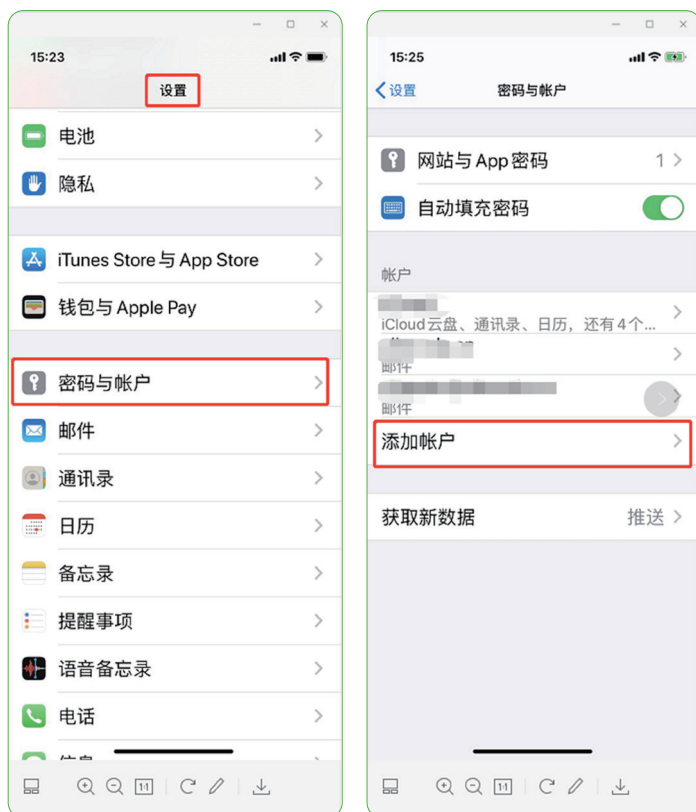 15:23
设置
电池
隐私
iTunes Store 与 App Store
钱包与 Apple Pay
密码与帐户
邮件
通讯录
日历
备忘录
提醒事项
语音备忘录
电话
1:1
15:25
设置
密码与帐户
网站与 App 密码 1
自动填充密码
帐户
iCloud 云盘、通讯录、日历，还有 4 个...
邮件
邮件
添加帐户
获取新数据 推送
1:1